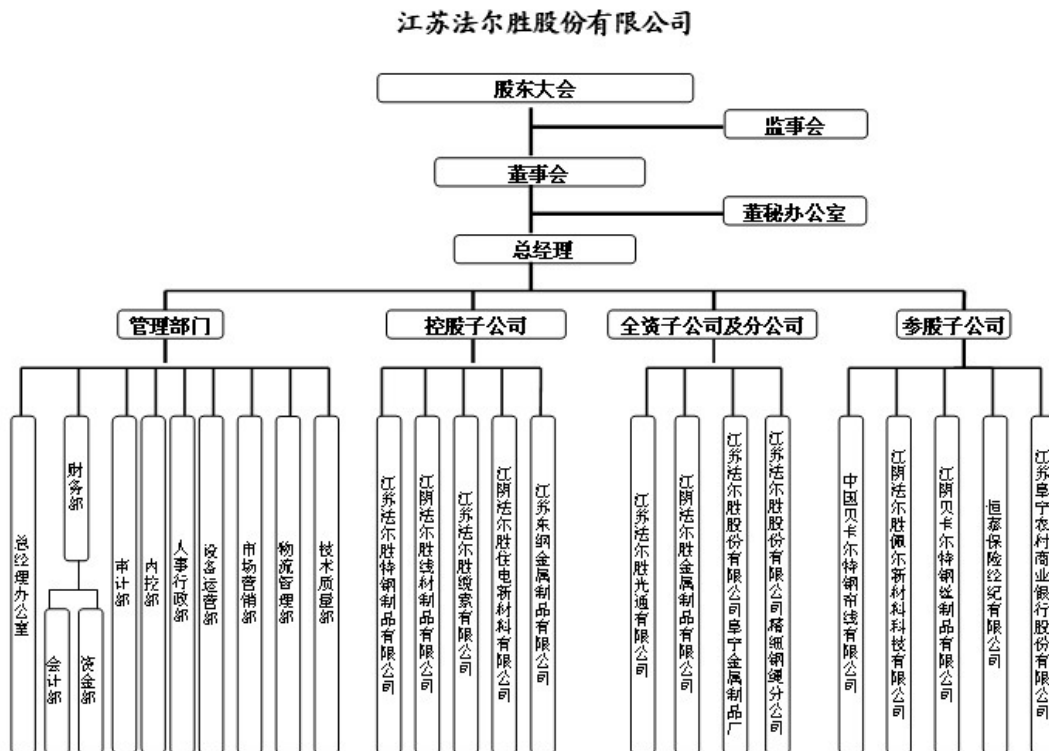 江苏法尔胜股份有限公司
股东大会
监事会
董事会
董秘办公室
总经理
管理部门
控股子公司
全资子公司及分公司
参股子公司
总经理办公室
财务部
会计部
资金部
审计部
内控部
人事行政部
设备运营部
市场营销部
物流管理部
技术质量部
江苏法尔胜特钢制品有限公司
江阴法尔胜线材制品有限公司
江苏法尔胜缆索有限公司
江阴法尔胜住电新材料有限公司
江苏东纲金属制品有限公司
江苏法尔胜光通有限公司
江阴法尔胜金属制品有限公司
江苏法尔胜股份有限公司阜宁金属制品厂
江苏法尔胜股份有限公司精细钢绳分公司
中国贝卡尔特钢帘线有限公司
江阴法尔胜佩尔新材料科技有限公司
江阴贝卡尔特钢丝制品有限公司
恒泰保险经纪有限公司
江苏阜宁农村商业银行股份有限公司